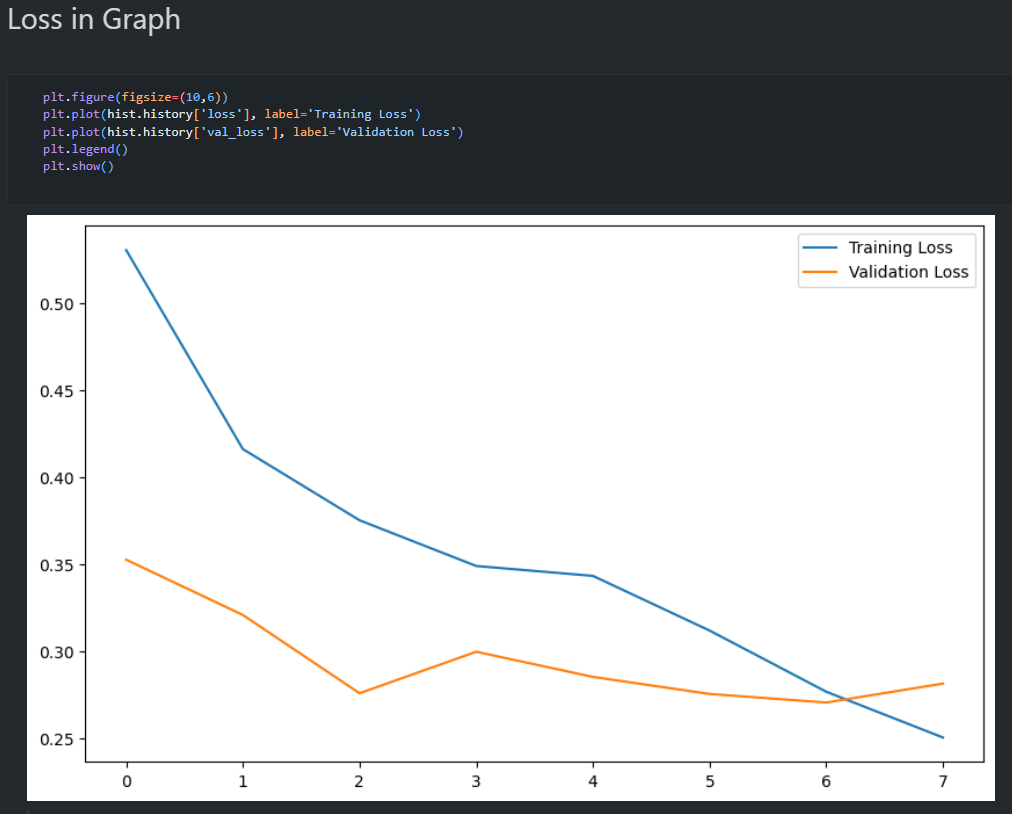 Loss in Graph
plt.figure(figsize=(10,6))
plt.plot(hist.history['loss'], label='Training Loss')
plt.plot(hist.history['val_loss'], label='Validation Loss')
plt.legend()
plt.show()
Training Loss
Validation Loss
0.50
0.45
0.40
0.35
0.30
0.25
0 1 2 3 4 5 6 7